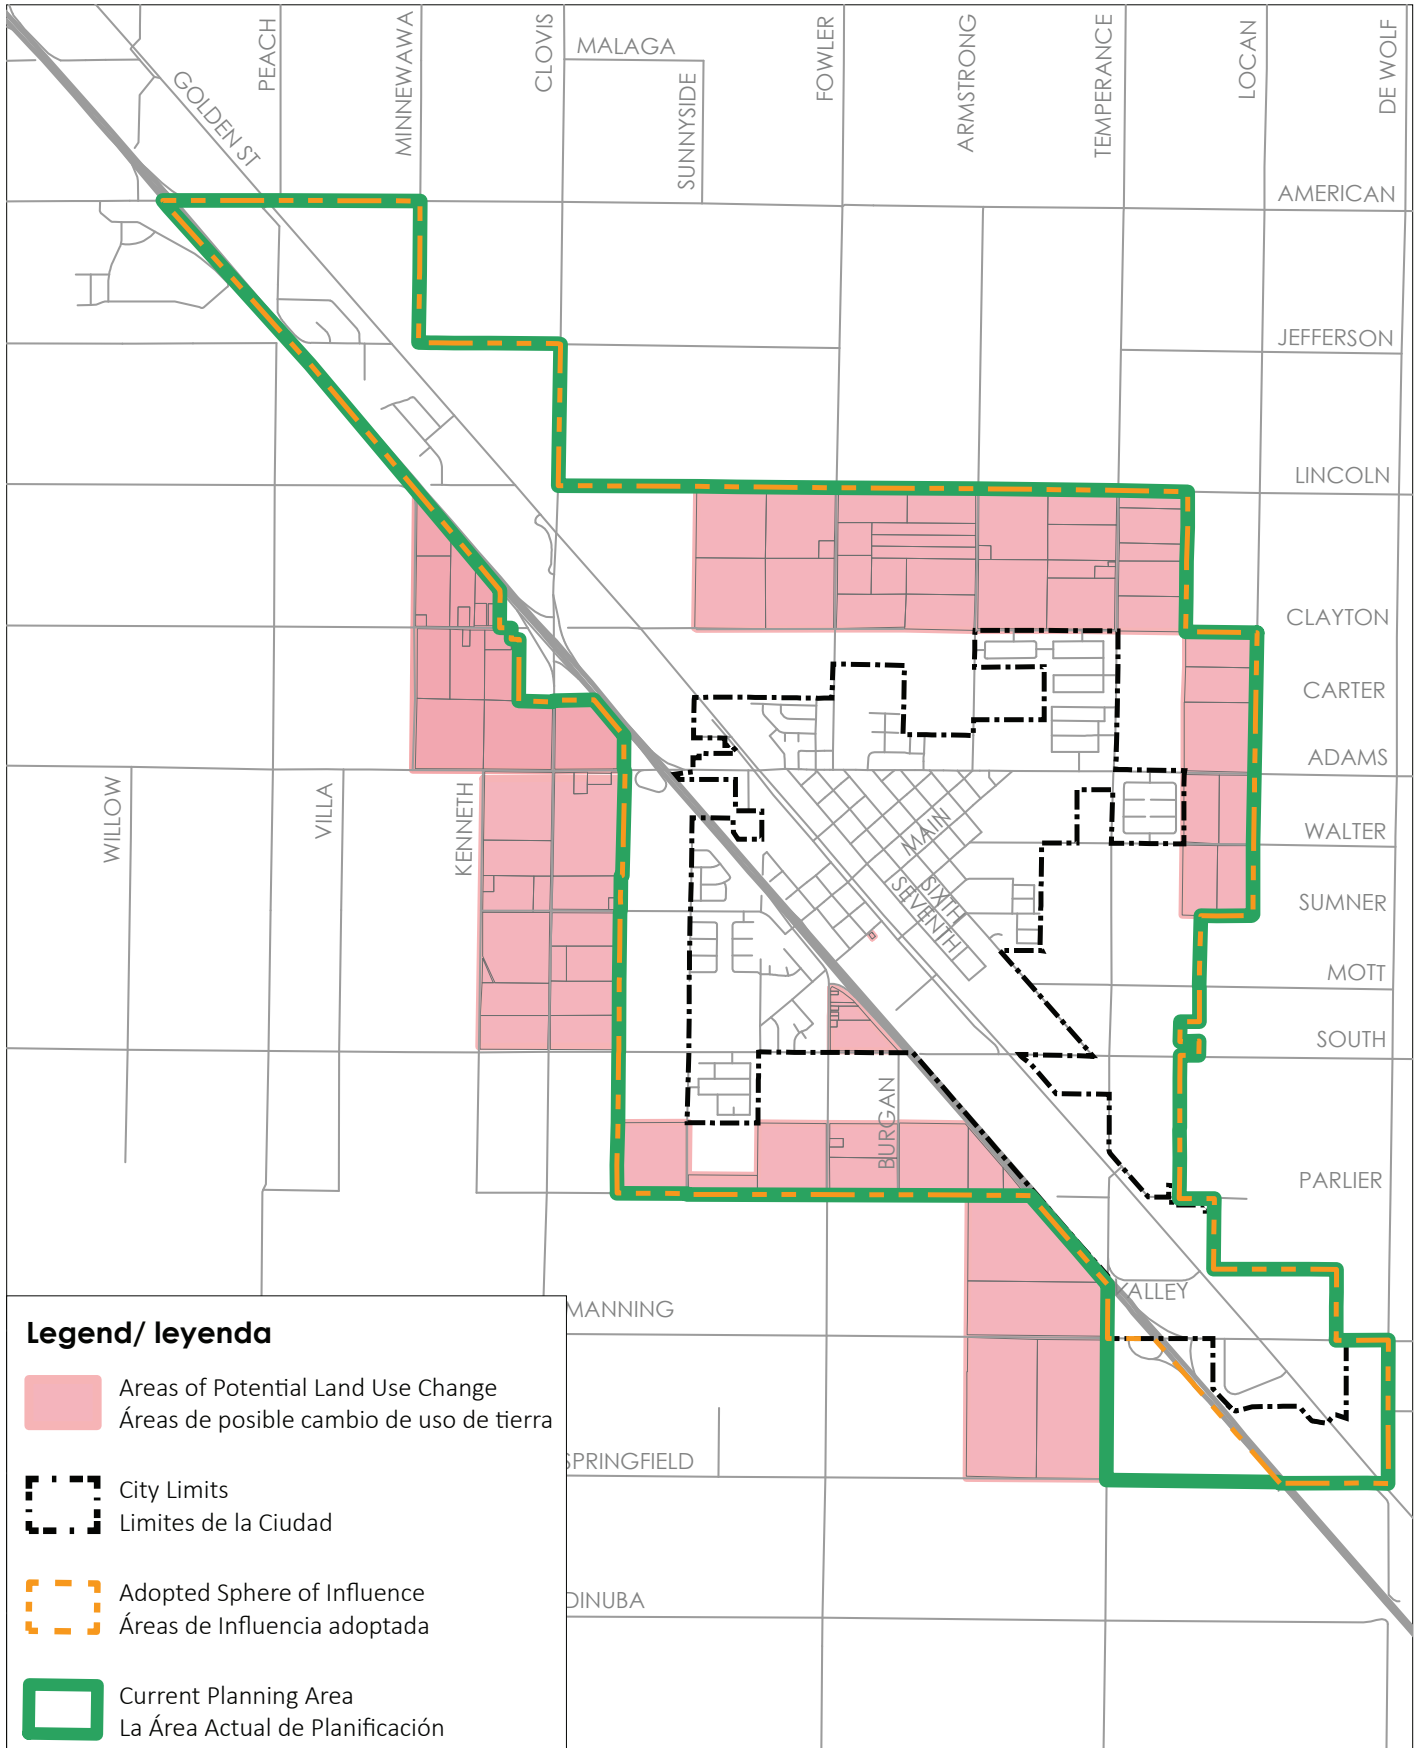 PEACH
MINNEWAWA
CLOVIS
MALAGA
SUNNYSIDE
FOWLER
ARMSTRONG
TEMPERANCE
LOCAN
DE WOLF
GOLDEN ST
AMERICAN
JEFFERSON
LINCOLN
CLAYTON
CARTER
ADAMS
WILLOW
VILLA
KENNETH
MAIN
WALTER
SIXTH
SEVENTH
SUMNER
MOTT
SOUTH
BURGAN
PARLIER
VALLEY
MANNING
SPRINGFIELD
DINUBA
Legend/ leyenda
Areas of Potential Land Use Change
Áreas de posible cambio de uso de tierra
City Limits
Limites de la Ciudad
Adopted Sphere of Influence
Áreas de Influencia adoptada
Current Planning Area
La Área Actual de Planificación